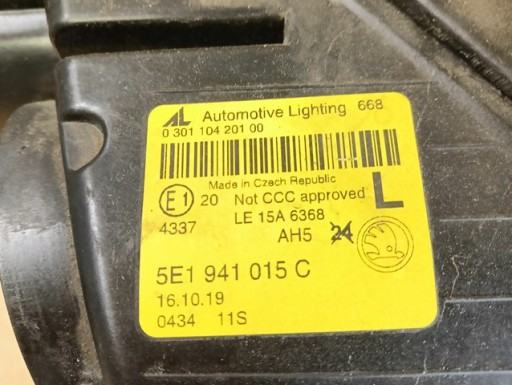 AL Automotive Lighting 668
0 301 104 201 00
Made in Czech Republic
E1 20 Not CCC approved L
4337 LE 15A 6368
AH5 24
5E1 941 015 C
16.10.19
0434 11S